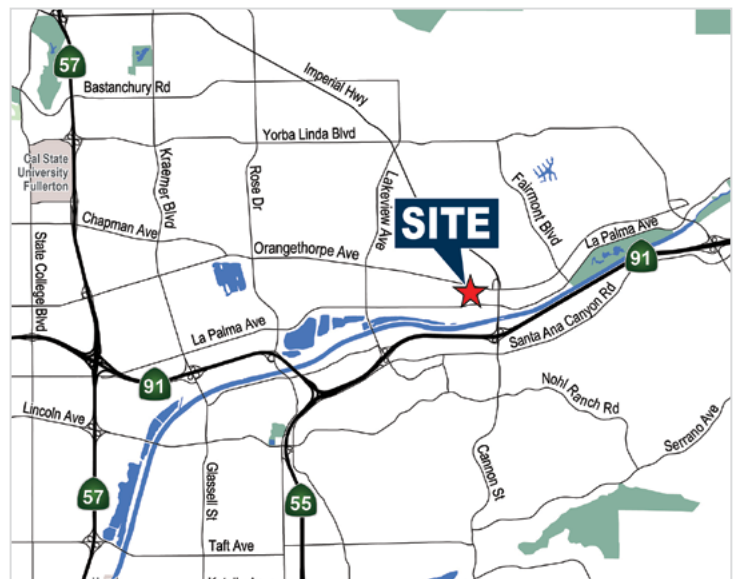 57
Bastanchury Rd
Imperial Hwy
Yorba Linda Blvd
Cal State
University
Fullerton
Kraemer Blvd
Rose Dr
Lakeview Ave
Fairmont Blvd
SITE
State College Blvd
Chapman Ave
Orangethorpe Ave
La Palma Ave
91
La Palma Ave
Santa Ana Canyon Rd
91
Nohl Ranch Rd
Lincoln Ave
Serrano Ave
Glassell St
Cannon St
57
55
Taft Ave